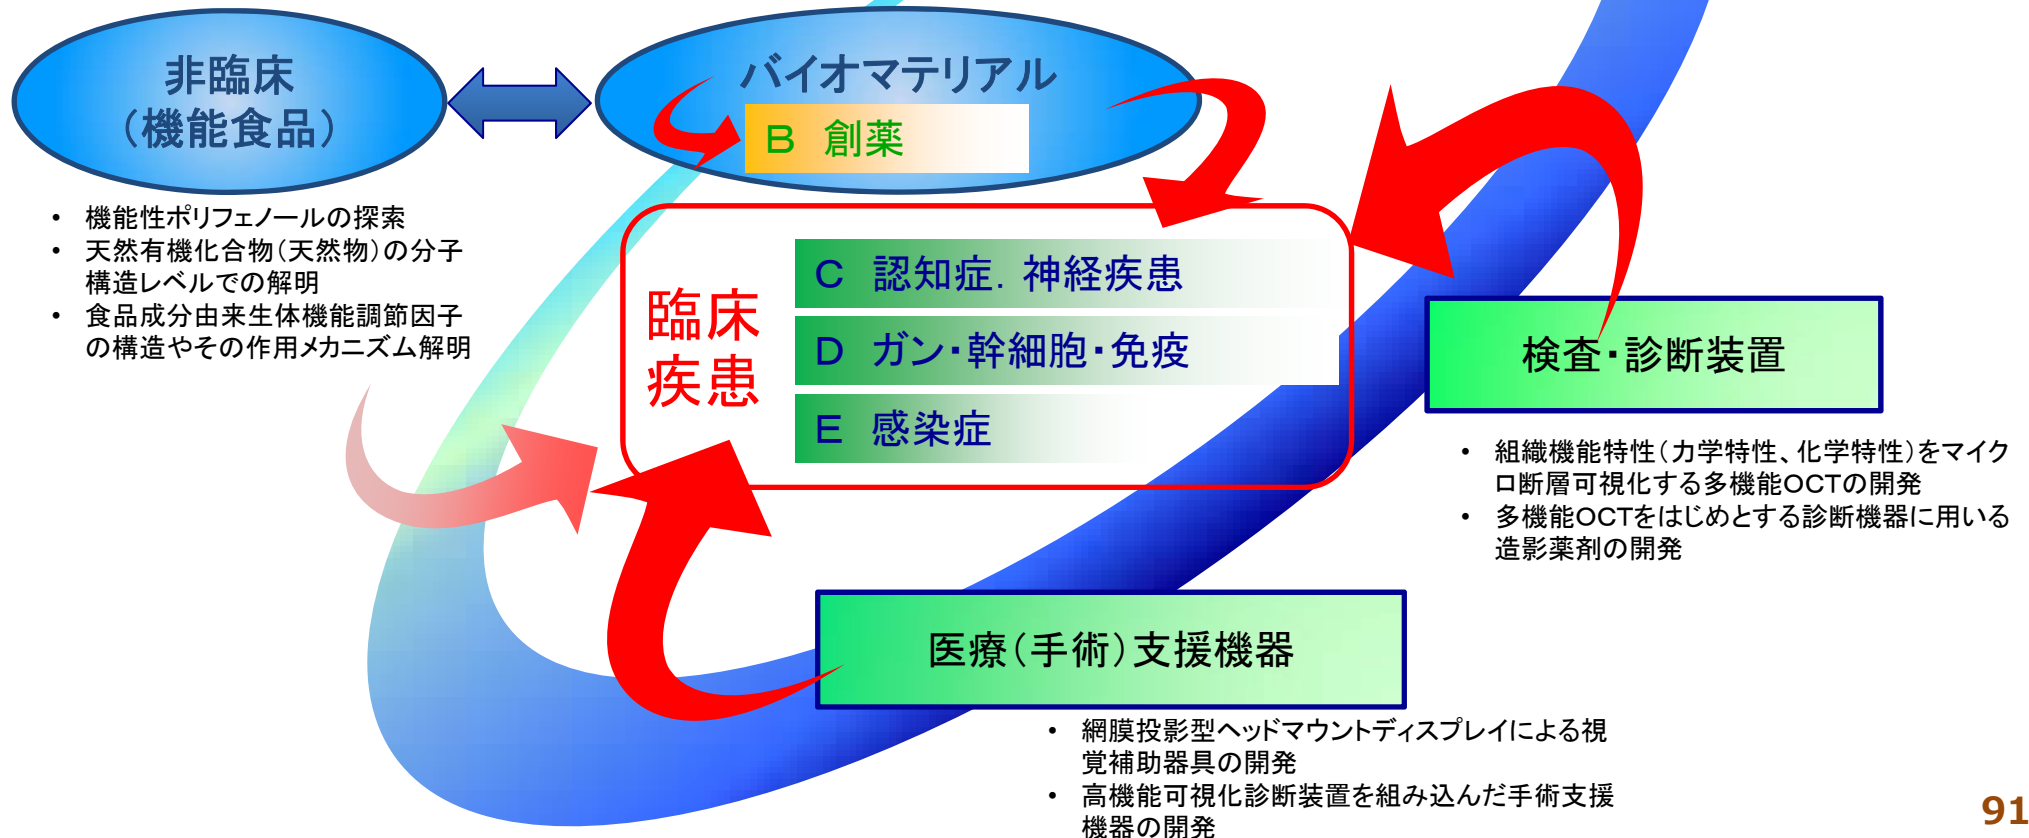 非臨床
（機能食品）
バイオマテリアル
B　創薬
• 機能性ポリフェノールの探索
• 天然有機化合物（天然物）の分子
構造レベルでの解明
• 食品成分由来生体機能調節因子
の構造やその作用メカニズム解明
臨床
疾患
C　認知症．神経疾患
D　ガン・幹細胞・免疫
E　感染症
検査・診断装置
• 組織機能特性（力学特性、化学特性）をマイク
ロ断層可視化する多機能OCTの開発
• 多機能OCTをはじめとする診断機器に用いる
造影薬剤の開発
医療（手術）支援機器
• 網膜投影型ヘッドマウントディスプレイによる視
覚補助器具の開発
• 高機能可視化診断装置を組み込んだ手術支援
機器の開発
91